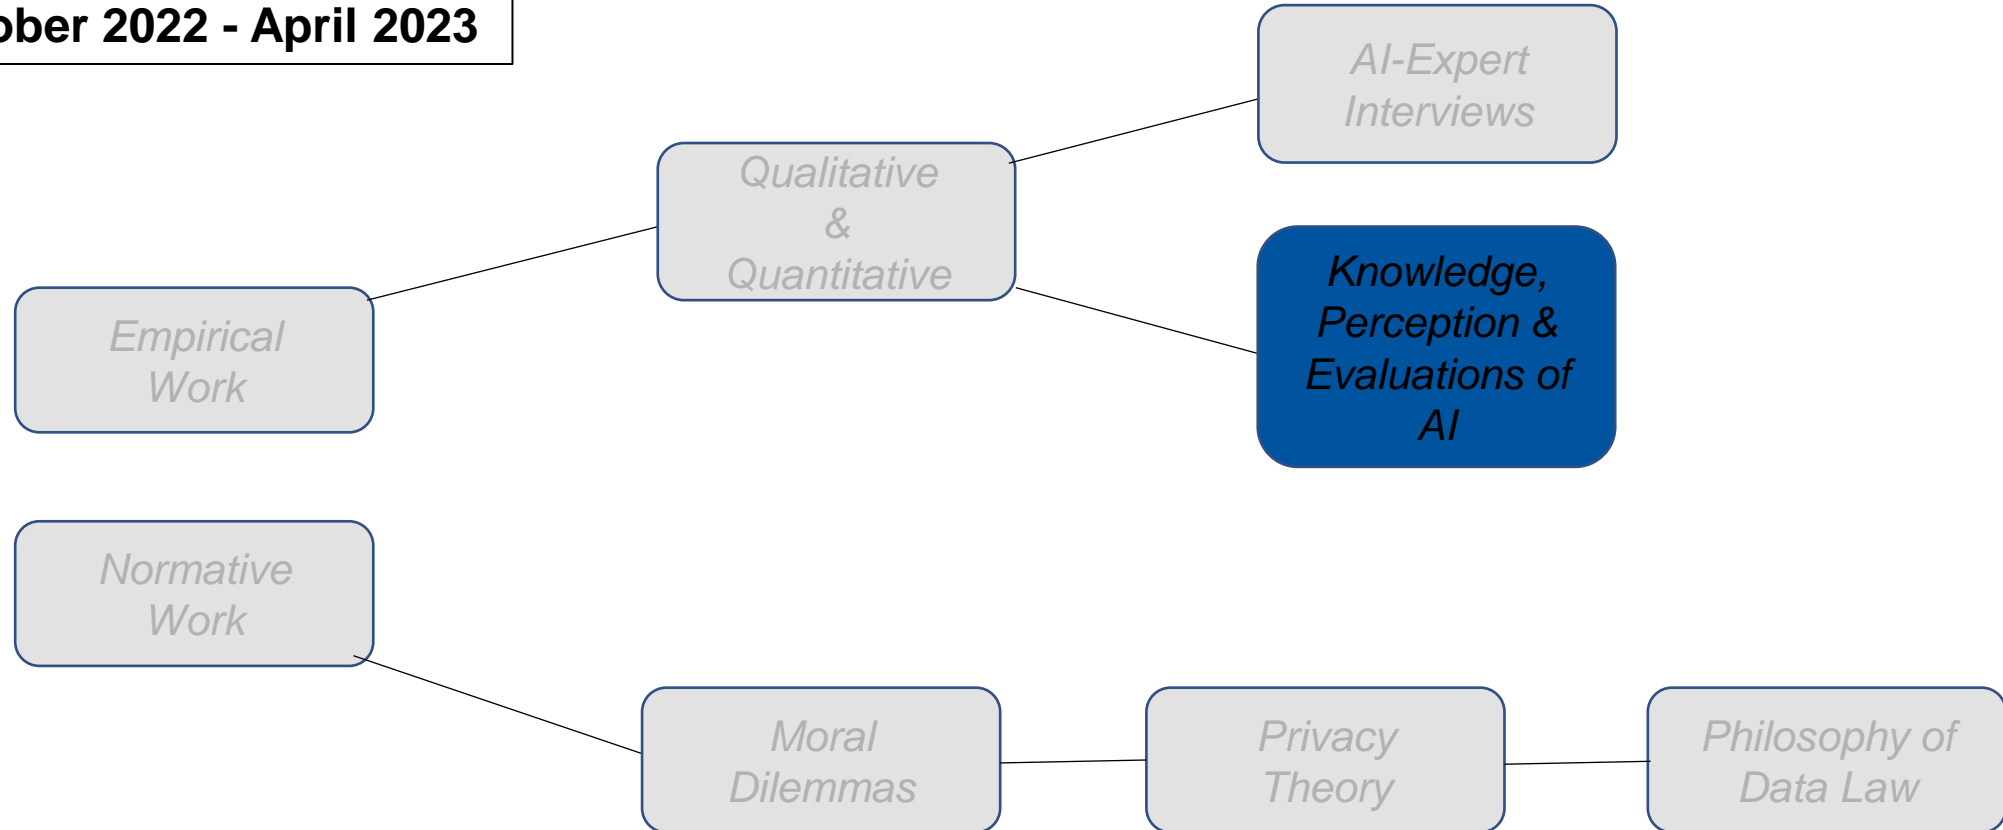 ober 2022 - April 2023
AI-Expert
Interviews
Qualitative
&
Quantitative
Knowledge,
Perception &
Evaluations of
AI
Empirical
Work
Normative
Work
Moral
Dilemmas
Privacy
Theory
Philosophy of
Data Law